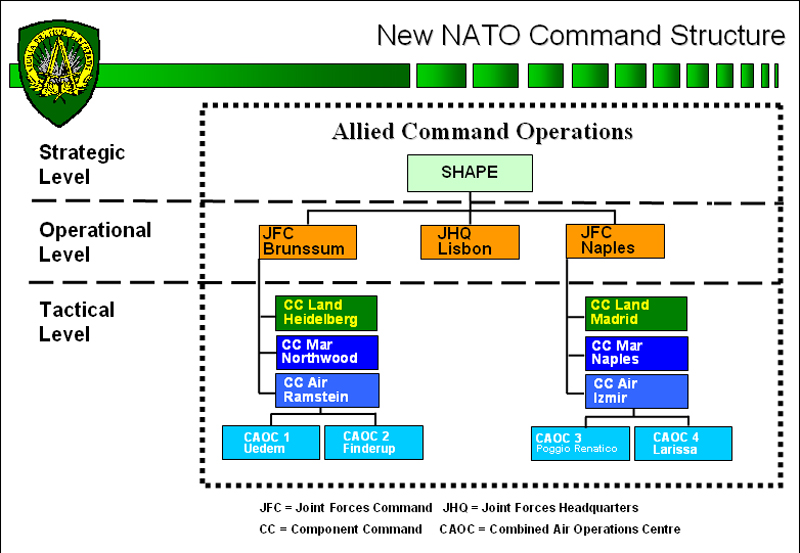 New NATO Command Structure
Allied Command Operations
Strategic
Level
SHAPE
Operational
Level
JFC
Brunssum
JHQ
Lisbon
JFC
Naples
Tactical
Level
CC Land
Heidelberg
CC Mar
Northwood
CC Air
Ramstein
CAOC 1
Uedem
CAOC 2
Finderup
CC Land
Madrid
CC Mar
Naples
CC Air
Izmir
CAOC 3
Poggio Renatico
CAOC 4
Larissa
JFC = Joint Forces Command JHQ = Joint Forces Headquarters
CC = Component Command CAOC = Combined Air Operations Centre